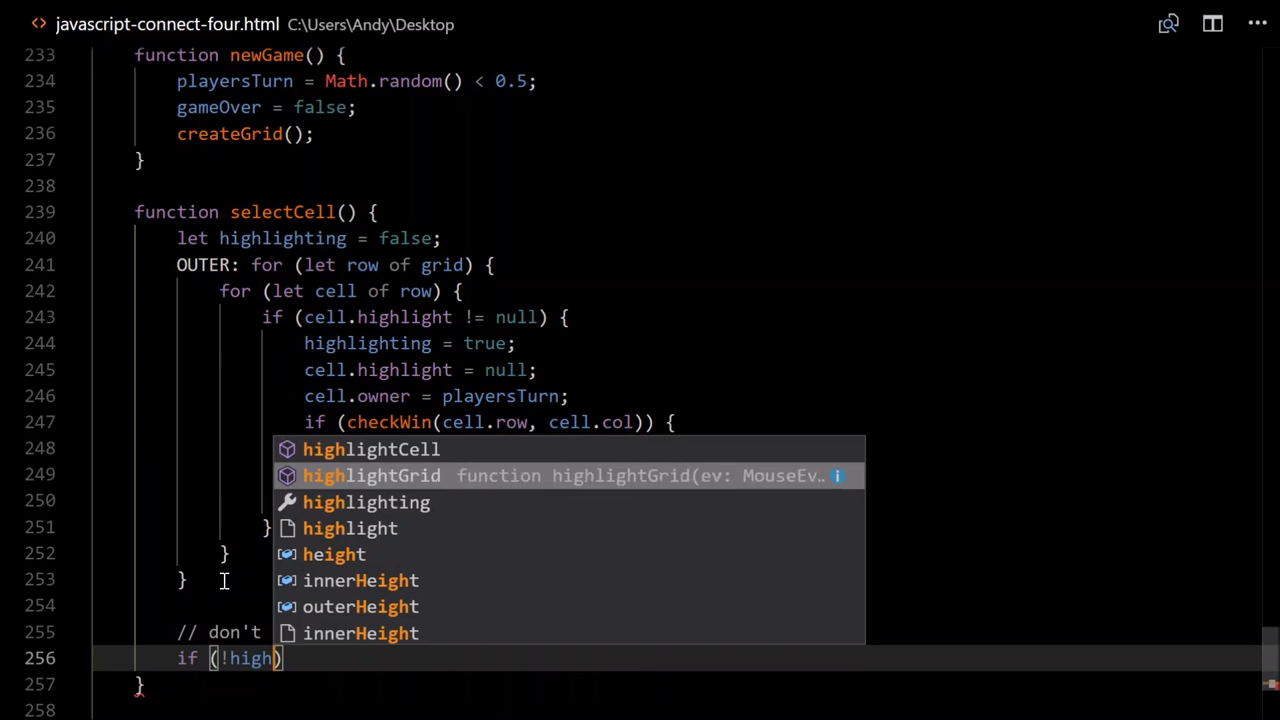 javascript-connect-four.html C:\Users\Andy\Desktop
233 function newGame() {
234 playersTurn = Math.random() < 0.5;
235 gameOver = false;
236 createGrid();
237 }
238
239 function selectCell() {
240 let highlighting = false;
241 OUTER: for (let row of grid) {
242 for (let cell of row) {
243 if (cell.highlight != null) {
244 highlighting = true;
245 cell.highlight = null;
246 cell.owner = playersTurn;
247 if (checkWin(cell.row, cell.col)) {
248 highlightCell
249 highlightGrid function highlightGrid(ev: MouseEv..
250 highlighting
251 } highlight
252 } height
253 } innerHeight
254 outerHeight
255 // don't innerHeight
256 if (!high)
257 }
258